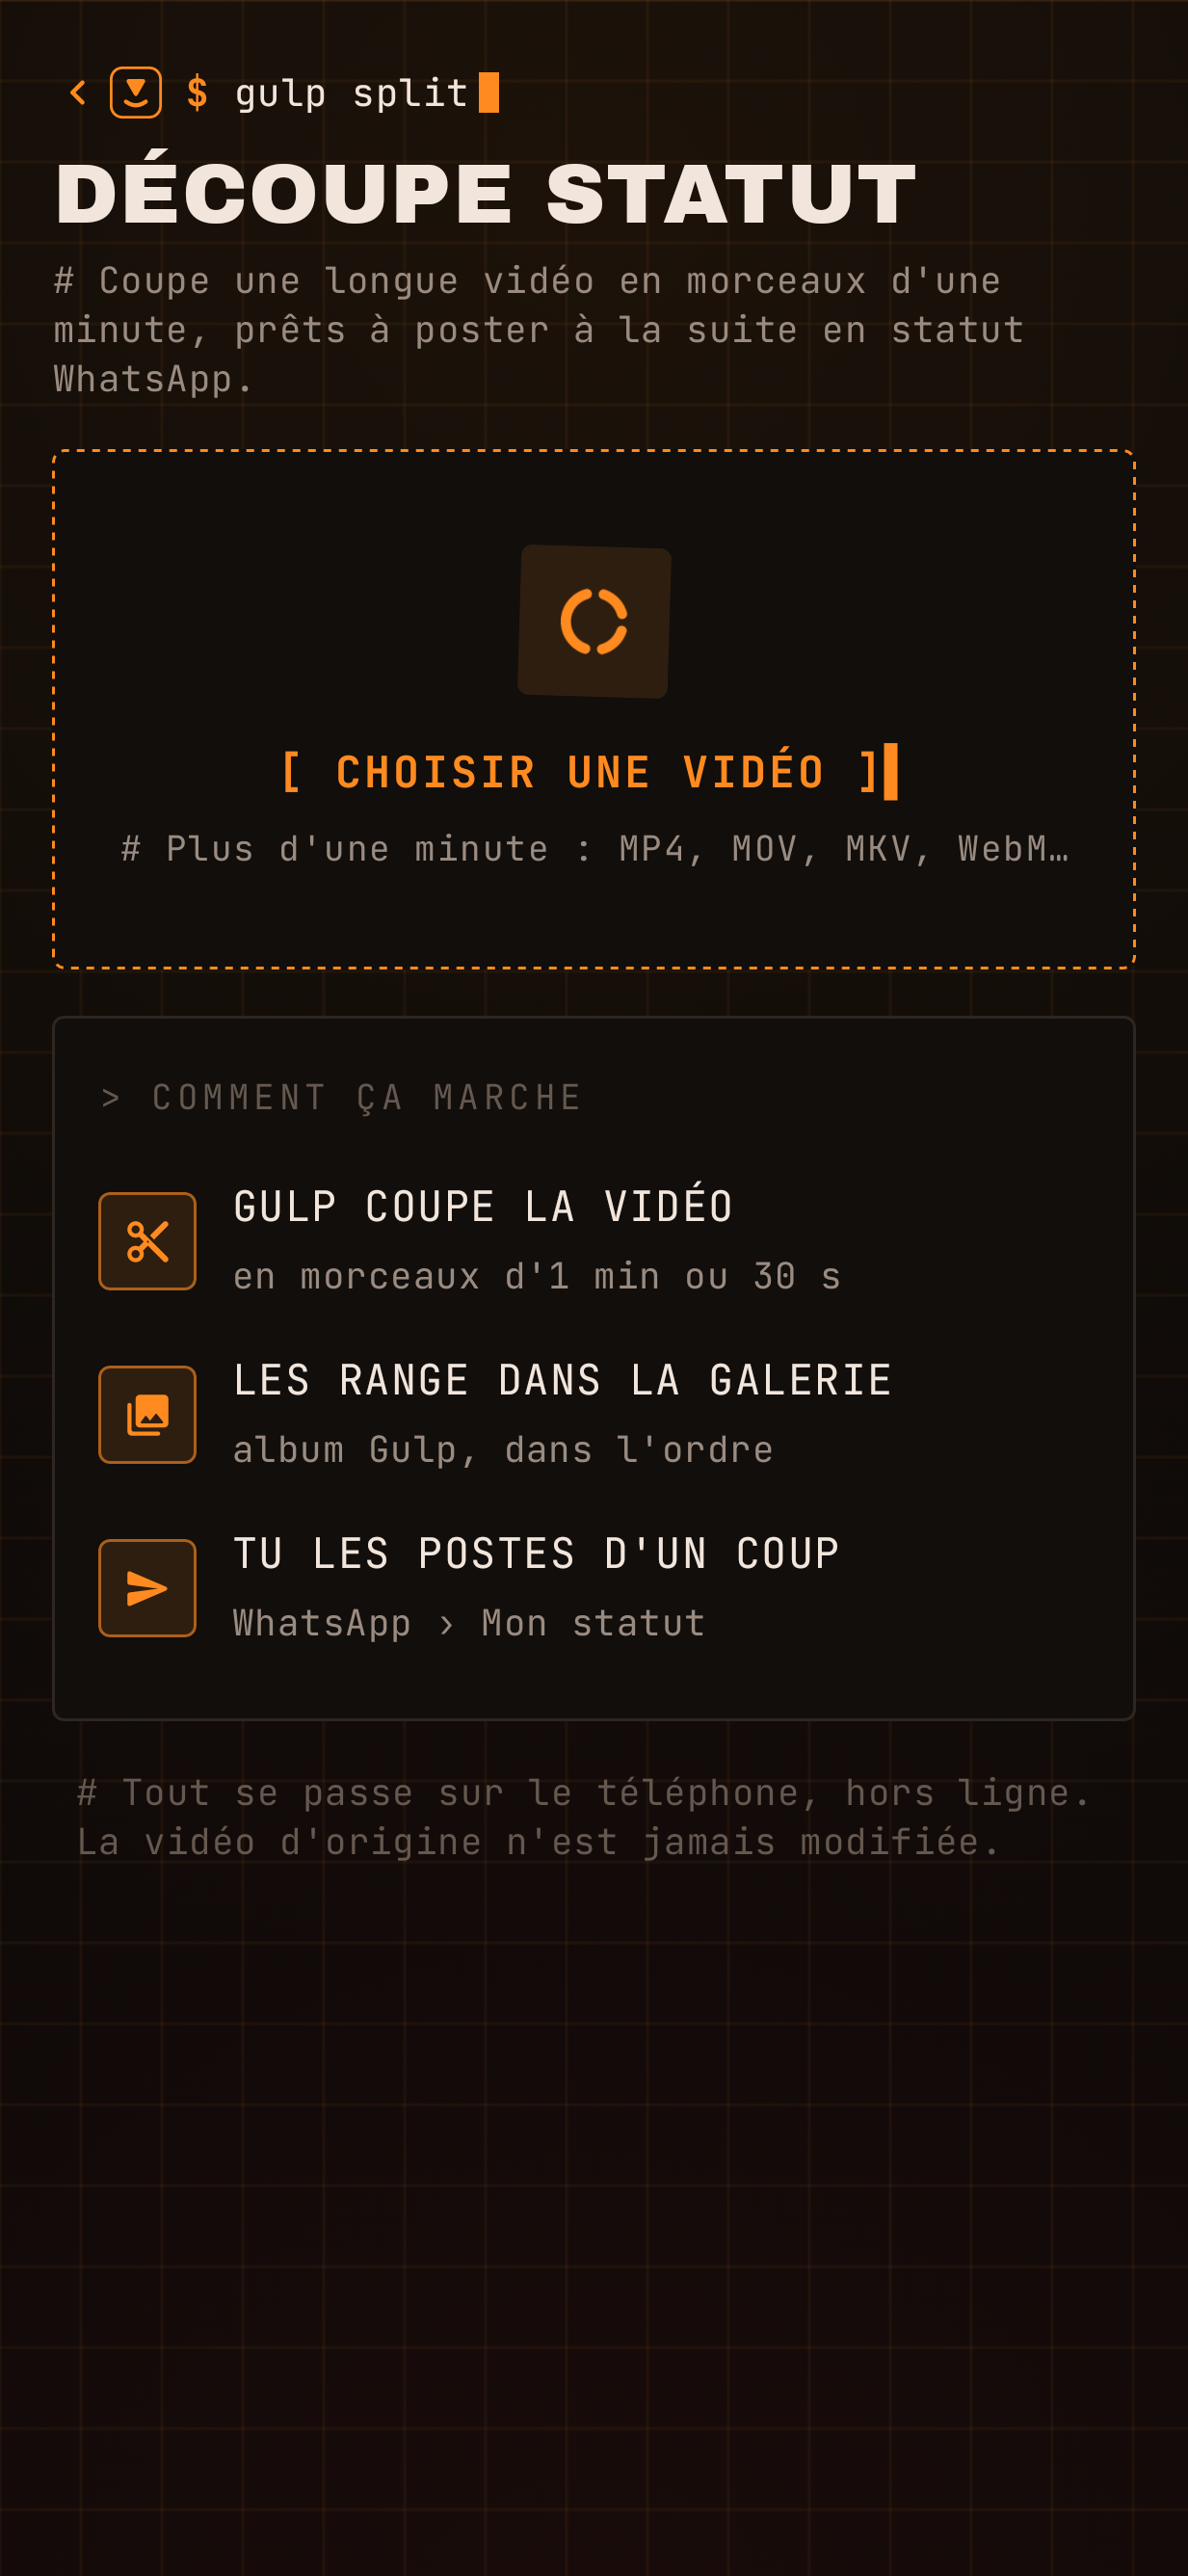 $ gulp split
DÉCOUPE STATUT
# Coupe une longue vidéo en morceaux d'une
minute, prêts à poster à la suite en statut
WhatsApp.
[ CHOISIR UNE VIDÉO ]
# Plus d'une minute : MP4, MOV, MKV, WebM…
> COMMENT ÇA MARCHE
GULP COUPE LA VIDÉO
en morceaux d'1 min ou 30 s
LES RANGE DANS LA GALERIE
album Gulp, dans l'ordre
TU LES POSTES D'UN COUP
WhatsApp › Mon statut
# Tout se passe sur le téléphone, hors ligne.
La vidéo d'origine n'est jamais modifiée.